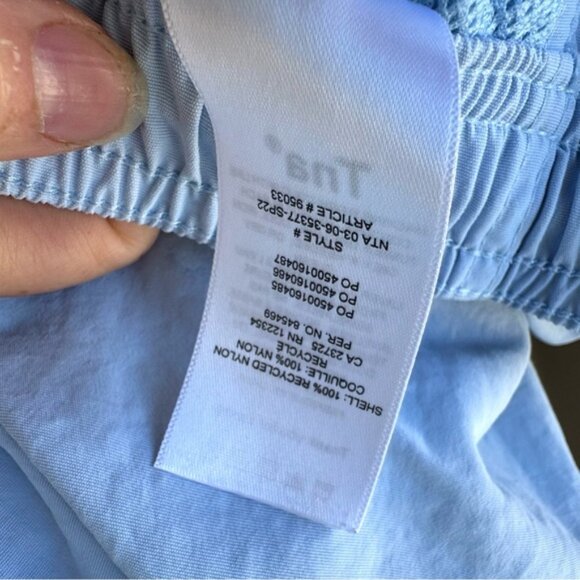 SHELL: 100% RECYCLED NYLON
COQUILLE: 100% NYLON
RECYCLE
CA 23725 RN 122354
PER. NO. 845469
PO 4500160485
PO 4500160486
PO 4500160487
STYLE #
NTA 03-06-35377-SP22
ARTICLE # 95033
Tna®